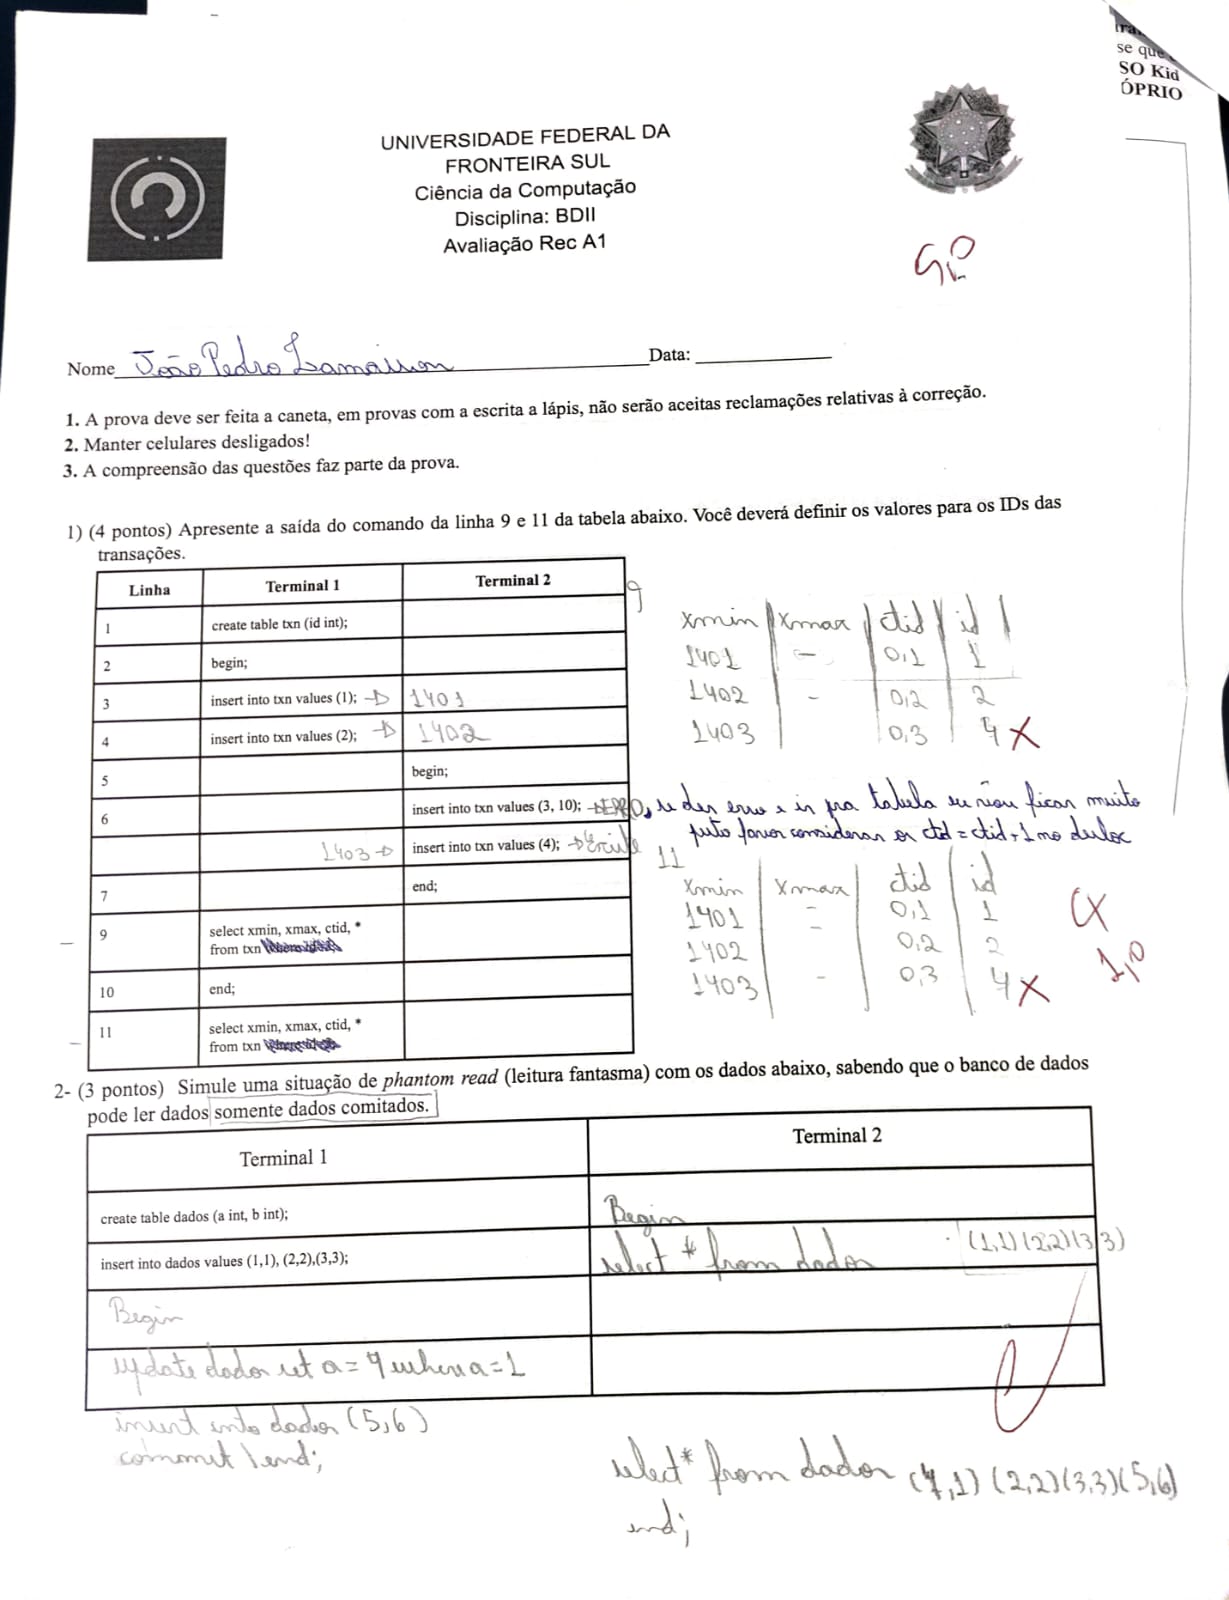 se que
SO Kid
ÓPRIO
UNIVERSIDADE FEDERAL DA
FRONTEIRA SUL
Ciência da Computação
Disciplina: BDII
Avaliação Rec A1
Nome João Pedro Lamaison Data:
1. A prova deve ser feita a caneta, em provas com a escrita a lápis, não serão aceitas reclamações relativas à correção.
2. Manter celulares desligados!
3. A compreensão das questões faz parte da prova.
1) (4 pontos) Apresente a saída do comando da linha 9 e 11 da tabela abaixo. Você deverá definir os valores para os IDs das
transações.
Linha Terminal 1 Terminal 2
1 create table txn (id int);
2 begin;
3 insert into txn values (1); 1401
4 insert into txn values (2); 1402
5 begin;
6 insert into txn values (3, 10); ERRO, se der erro e ir pra tabela eu vou ficar muito
puto favor considerar os ctid = ctid + 1 no
1403 insert into txn values (4);
7 end;
9 select xmin, xmax, ctid, *
from txn
10 end;
11 select xmin, xmax, ctid, *
from txn
9
xmin xmax ctid id
1401 - 0,1 1
1402 - 0,2 2
1403 0,3 4 X
11
xmin xmax ctid id
1401 - 0,1 1
1402 0,2 2
1403 - 0,3 4 X
1,0
2- (3 pontos) Simule uma situação de phantom read (leitura fantasma) com os dados abaixo, sabendo que o banco de dados
pode ler dados somente dados comitados.
Terminal 1 Terminal 2
create table dados (a int, b int); Begin
insert into dados values (1,1), (2,2),(3,3); select * from dados (1,1) (2,2) (3,3)
Begin
update dados set a = 4 where a = 1
insert into dados (5,6)
commit \ end;
select * from dados (4,1) (2,2) (3,3) (5,6)
end;